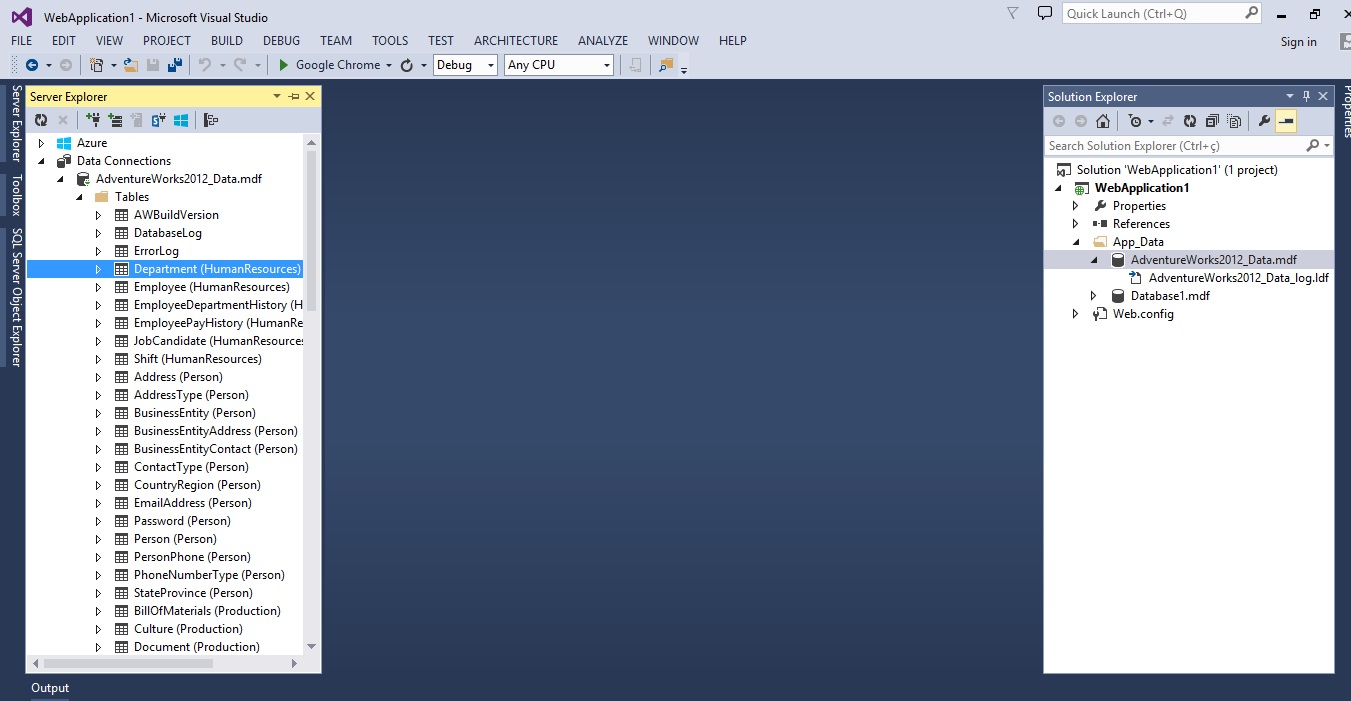 WebApplication1 - Microsoft Visual Studio
Quick Launch (Ctrl+Q)
FILE EDIT VIEW PROJECT BUILD DEBUG TEAM TOOLS TEST ARCHITECTURE ANALYZE WINDOW HELP
Sign in
Google Chrome Debug Any CPU
Server Explorer
Toolbox
SQL Server Object Explorer
Server Explorer
Azure
Data Connections
AdventureWorks2012_Data.mdf
Tables
AWBuildVersion
DatabaseLog
ErrorLog
Department (HumanResources)
Employee (HumanResources)
EmployeeDepartmentHistory (H
EmployeePayHistory (HumanRe
JobCandidate (HumanResources
Shift (HumanResources)
Address (Person)
AddressType (Person)
BusinessEntity (Person)
BusinessEntityAddress (Person)
BusinessEntityContact (Person)
ContactType (Person)
CountryRegion (Person)
EmailAddress (Person)
Password (Person)
Person (Person)
PersonPhone (Person)
PhoneNumberType (Person)
StateProvince (Person)
BillOfMaterials (Production)
Culture (Production)
Document (Production)
Output
Solution Explorer
Search Solution Explorer (Ctrl+ç)
Solution 'WebApplication1' (1 project)
WebApplication1
Properties
References
App_Data
AdventureWorks2012_Data.mdf
AdventureWorks2012_Data_log.ldf
Database1.mdf
Web.config
Properties